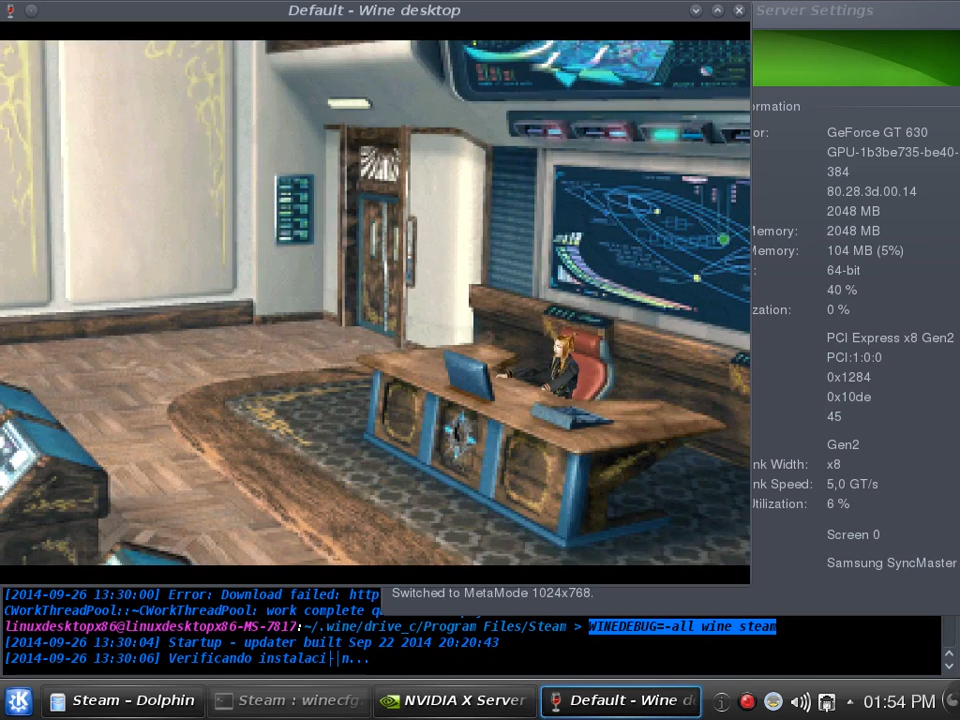 Default - Wine desktop
Server Settings
ormation
or:
GeForce GT 630
GPU-1b3be735-be40-
384
80.28.3d.00.14
2048 MB
Memory:
2048 MB
Memory:
104 MB (5%)
:
64-bit
40 %
zation:
0 %
PCI Express x8 Gen2
PCI:1:0:0
0x1284
0x10de
45
Gen2
nk Width:
x8
nk Speed:
5,0 GT/s
Utilization:
6 %
Screen 0
Samsung SyncMaster
Switched to MetaMode 1024x768.
[2014-09-26 13:30:00] Error: Download failed: http
CWorkThreadPool::~CWorkThreadPool: work complete q
linuxdesktopx86@linuxdesktopx86-MS-7817:~/.wine/drive_c/Program Files/Steam > WINEDEBUG=-all wine steam
[2014-09-26 13:30:04] Startup - updater built Sep 22 2014 20:20:43
[2014-09-26 13:30:06] Verificando instalaci├│n...
Steam - Dolphin
Steam : winecfg
NVIDIA X Server
Default - Wine de
01:54 PM